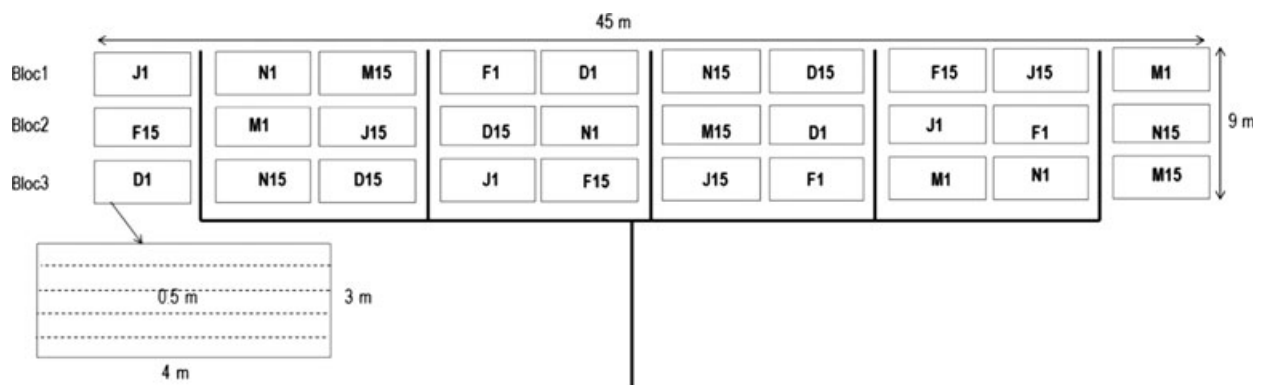 45 m
Bloc1 J1 N1 M15 F1 D1 N15 D15 F15 J15 M1
Bloc2 F15 M1 J15 D15 N1 M15 D1 J1 F1 N15
9 m
Bloc3 D1 N15 D15 J1 F15 J15 F1 M1 N1 M15
0.5 m
3 m
4 m